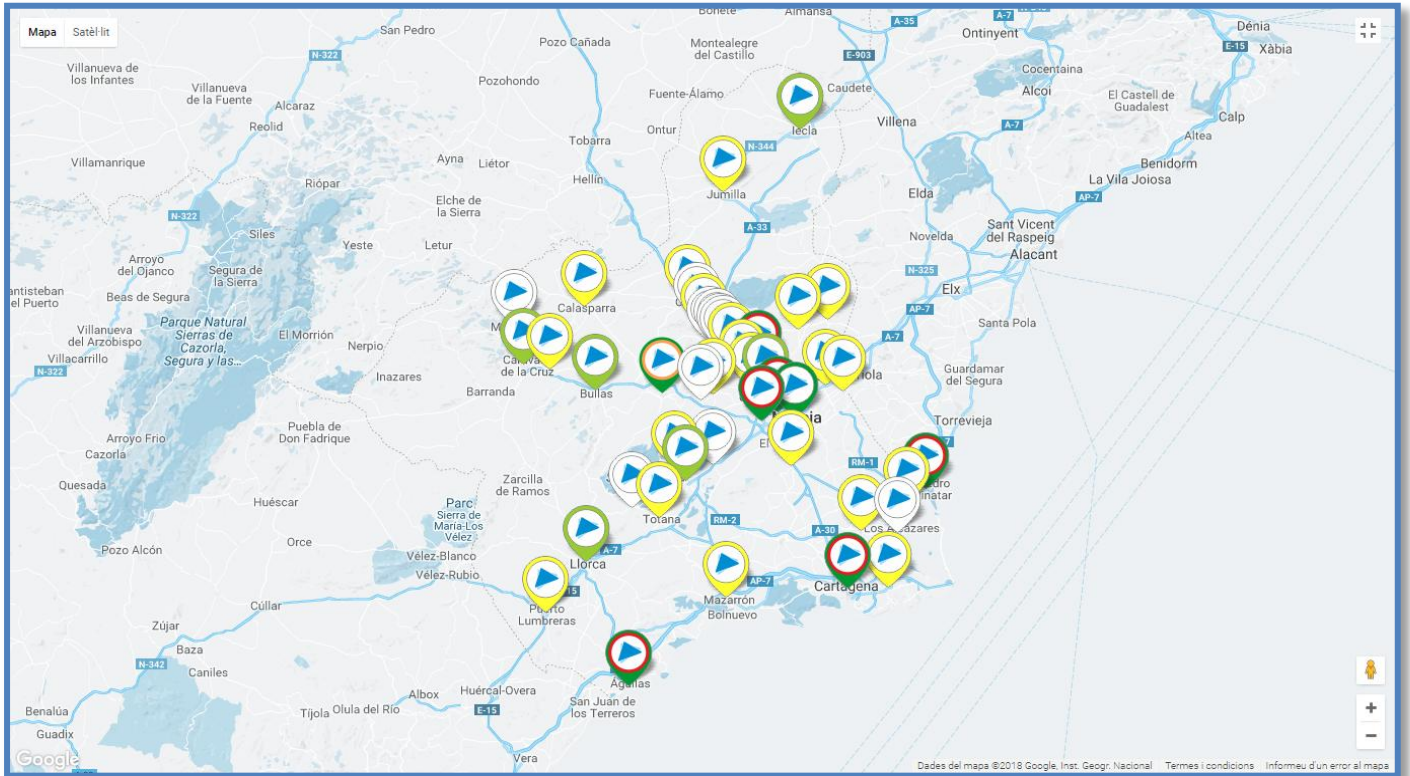 Mapa
Satèl·lit
San Pedro
Bonete
Almansa
A-35
A-7
Ontinyent
Dénia
E-15
Xàbia
N-322
Pozo Cañada
Montealegre
del Castillo
E-903
Villanueva de
los Infantes
Villanueva
de la Fuente
Alcaraz
Pozohondo
Fuente-Álamo
Caudete
Cocentaina
Alcoi
El Castell de
Guadalest
Calp
Reolid
Tobarra
Ontur
Iecla
Villena
A-7
Altea
Villamanrique
Ayna
Liétor
N-344
Benidorm
La Vila Joiosa
Riópar
Hellín
Jumilla
Elda
AP-7
Elche de
la Sierra
N-322
Siles
Yeste
Letur
A-33
Novelda
Sant Vicent
del Raspeig
Alacant
Arroyo
del Ojanco
Segura de
la Sierra
N-325
Elx
Beas de Segura
Calasparra
AP-7
Santa Pola
Villanueva
del Arzobispo
Parque Natural
Sierras de
Cazorla,
Segura y las...
El Morrión
Nerpio
A-7
Villacarrillo
N-322
de la Cruz
Inazares
Barranda
Bullas
Guardamar
del Segura
Puebla de
Don Fadrique
Torrevieja
Arroyo Frio
Cazorla
RM-1
Quesada
Huéscar
Zarcilla
de Ramos
Parc
Sierra de
María-Los
Vélez
Totana
RM-2
Los Alcázares
A-30
Pozo Alcón
Orce
Vélez-Blanco
Vélez-Rubio
A-7
Llorca
AP-7
Cartagena
Mazarrón
Bolnuevo
Cúllar
Puerto
Lumbreras
Zújar
Baza
N-342
Caniles
Águilas
Albox
Huércal-Overa
San Juan de
los Terreros
Benalúa
Guadix
Tíjola
Olula del Río
E-15
Vera
Google
Dades del mapa ©2018 Google, Inst. Geogr. Nacional
Termes i condicions
Informeu d'un error al mapa